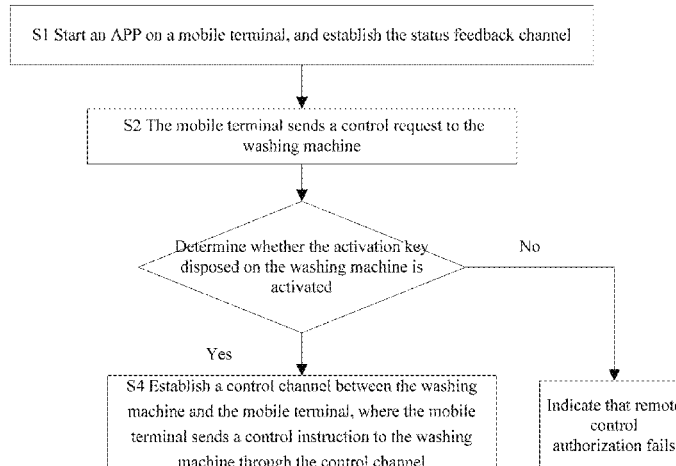 S1 Start an APP on a mobile terminal, and establish the status feedback channel
S2 The mobile terminal sends a control request to the
washing machine
Determine whether the activation key
disposed on the washing machine is
activated
No
Yes
S4 Establish a control channel between the washing
machine and the mobile terminal, where the mobile
terminal sends a control instruction to the washing
machine through the control channel
Indicate that remote
control
authorization fails